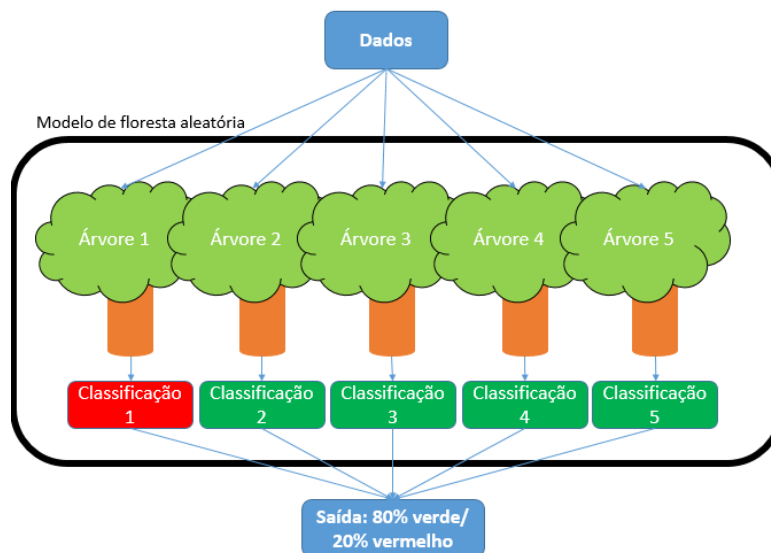 Dados
Modelo de floresta aleatória
Árvore 1
Árvore 2
Árvore 3
Árvore 4
Árvore 5
Classificação
1
Classificação
2
Classificação
3
Classificação
4
Classificação
5
Saída: 80% verde/
20% vermelho